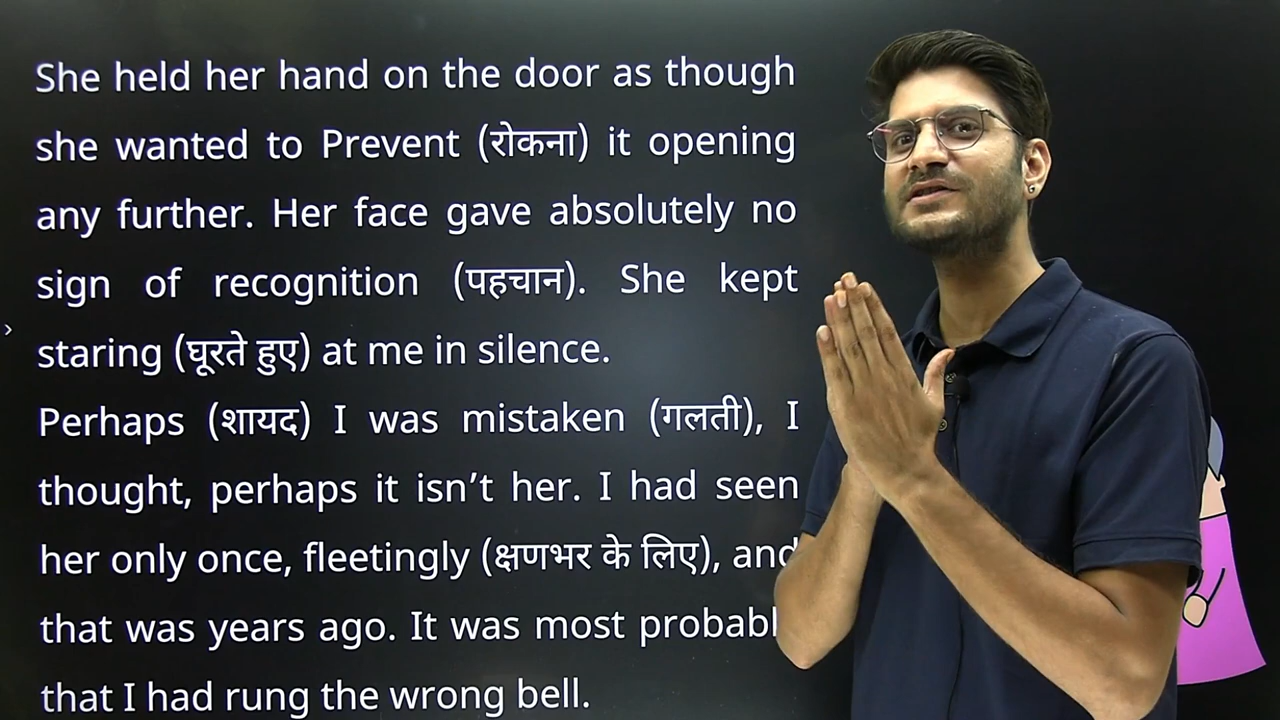 She held her hand on the door as though
she wanted to Prevent (रोकना) it opening
any further. Her face gave absolutely no
sign of recognition (पहचान). She kept
staring (घूरते हुए) at me in silence.
Perhaps (शायद) I was mistaken (गलती), I
thought, perhaps it isn’t her. I had seen
her only once, fleetingly (क्षणभर के लिए), and
that was years ago. It was most probabl
that I had rung the wrong bell.